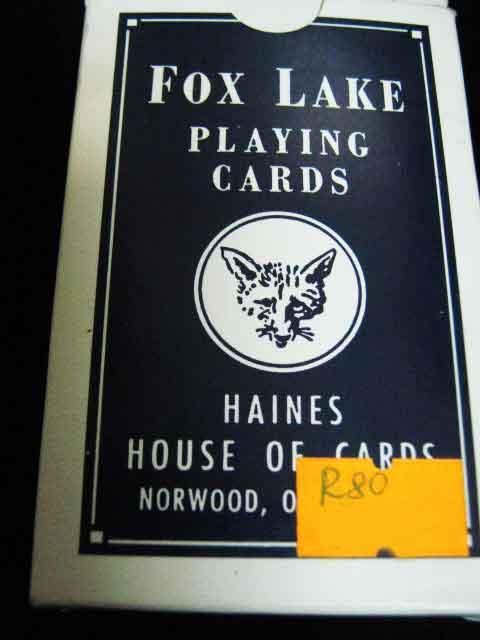 FOX LAKE
PLAYING
CARDS
HAINES
HOUSE OF CARDS
NORWOOD, O
R80